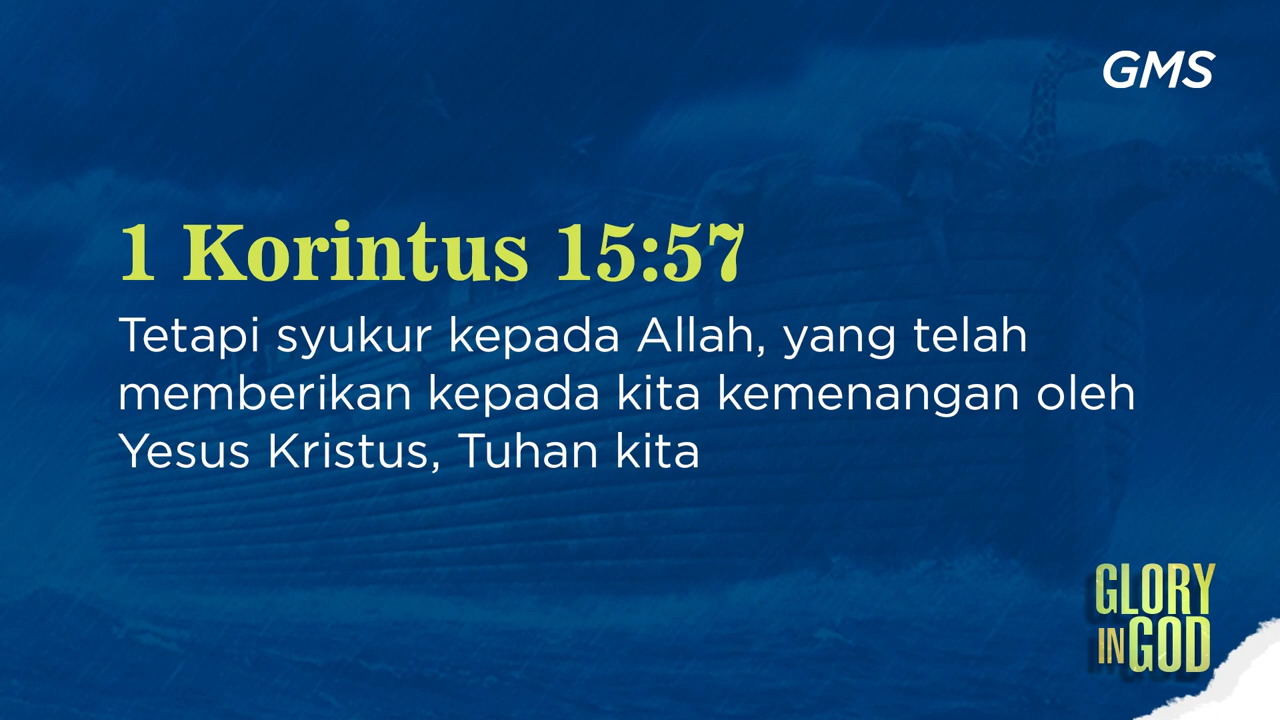 GMS
1 Korintus 15:57
Tetapi syukur kepada Allah, yang telah
memberikan kepada kita kemenangan oleh
Yesus Kristus, Tuhan kita
GLORY
IN GOD